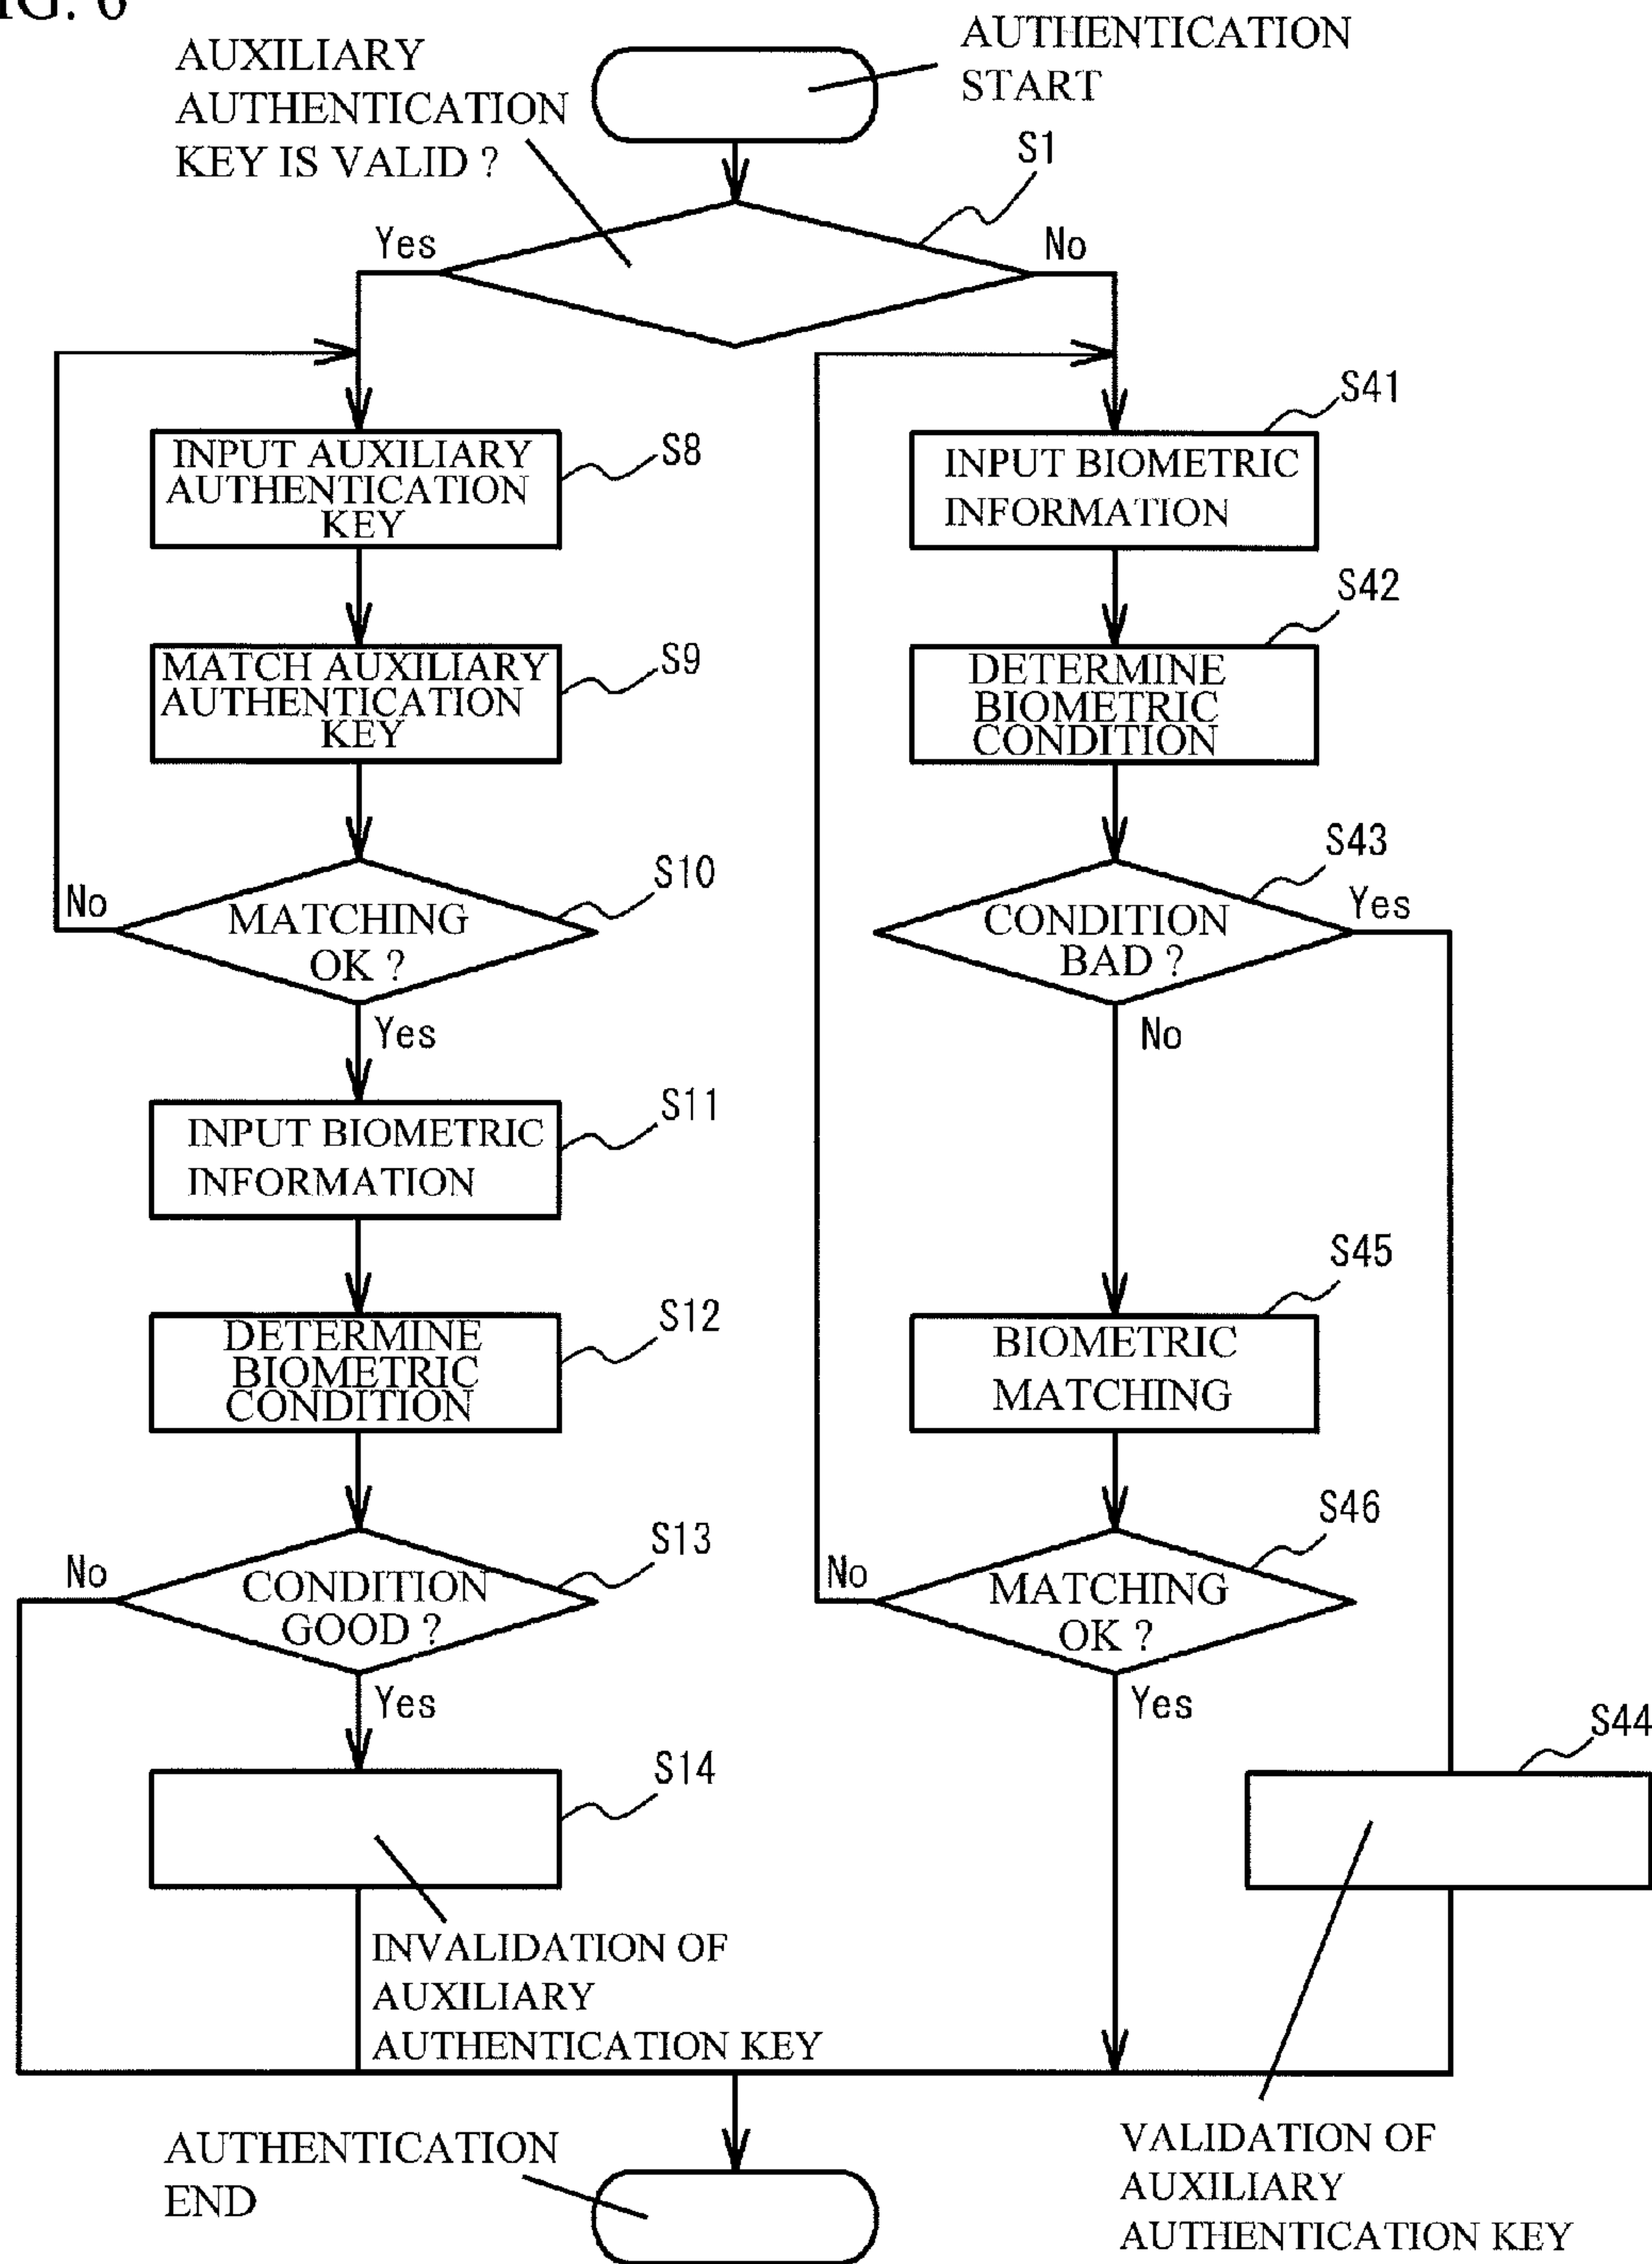 FIG. 6
AUXILIARY
AUTHENTICATION
KEY IS VALID ?
AUTHENTICATION
START
S1
Yes
No
INPUT AUXILIARY
AUTHENTICATION
KEY
S8
MATCH AUXILIARY
AUTHENTICATION
KEY
S9
MATCHING
OK ?
S10
No
Yes
INPUT BIOMETRIC
INFORMATION
S11
DETERMINE
BIOMETRIC
CONDITION
S12
CONDITION
GOOD ?
S13
No
Yes
S14
INVALIDATION OF
AUXILIARY
AUTHENTICATION KEY
S41
INPUT BIOMETRIC
INFORMATION
S42
DETERMINE
BIOMETRIC
CONDITION
S43
CONDITION
BAD ?
Yes
No
S45
BIOMETRIC
MATCHING
S46
MATCHING
OK ?
No
Yes
S44
VALIDATION OF
AUXILIARY
AUTHENTICATION KEY
AUTHENTICATION
END